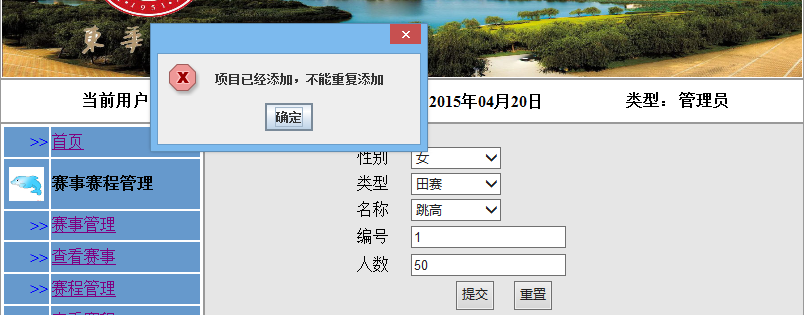 1951
東季
项目已经添加，不能重复添加
确定
当前用户
2015年04月20日
类型：管理员
>> 首页
赛事赛程管理
>> 赛事管理
>> 查看赛事
>> 赛程管理
性别 女
类型 田赛
名称 跳高
编号 1
人数 50
提交 重置